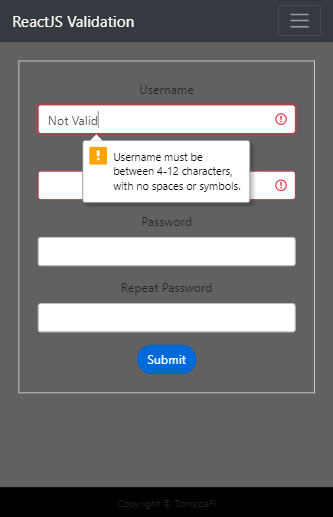 ReactJS Validation
Username
Not Valid
Username must be
between 4-12 characters,
with no spaces or symbols.
Password
Repeat Password
Submit
Copyright © TomppaFI